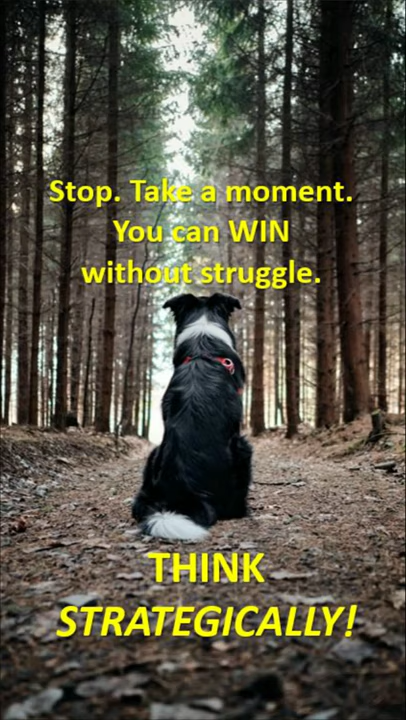 Stop. Take a moment.
You can WIN
without struggle.
THINK
STRATEGICALLY!